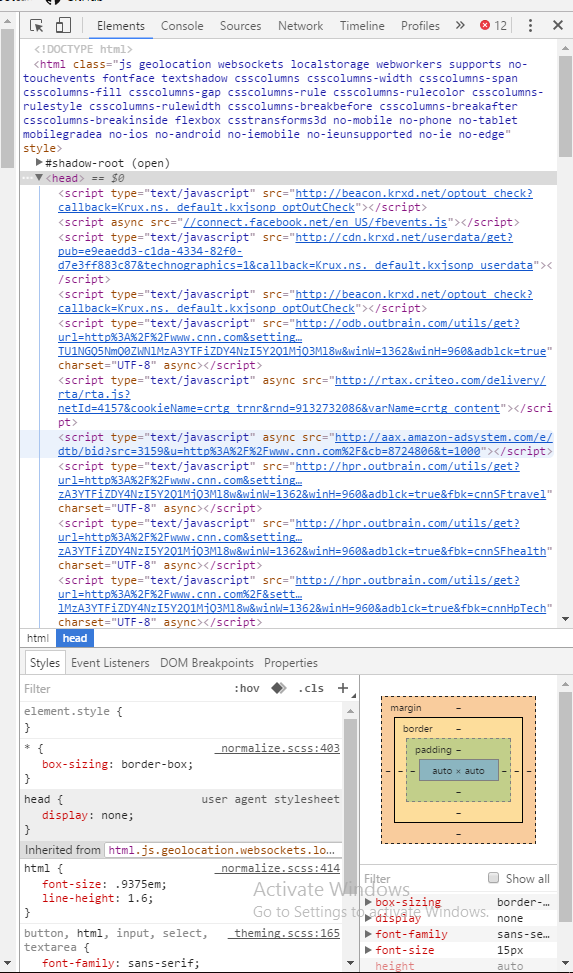 GitHub
Elements Console Sources Network Timeline Profiles » 12
<!DOCTYPE html>
<html class="js geolocation websockets localstorage webworkers supports no-
touchevents fontface textshadow csscolumns csscolumns-width csscolumns-span
csscolumns-fill csscolumns-gap csscolumns-rule csscolumns-rulecolor csscolumns-
rulestyle csscolumns-rulewidth csscolumns-breakbefore csscolumns-breakafter
csscolumns-breakinside flexbox csstransforms3d no-mobile no-phone no-tablet
mobilegradea no-ios no-android no-iemobile no-ieunsupported no-ie no-edge"
style>
▶#shadow-root (open)
…▼<head> == $0
<script type="text/javascript" src="http://beacon.krxd.net/optout_check?
callback=Krux.ns._default.kxjsonp_optOutCheck"></script>
<script async src="//connect.facebook.net/en_US/fbevents.js"></script>
<script type="text/javascript" src="http://cdn.krxd.net/userdata/get?
pub=e9eaedd3-c1da-4334-82f0-
d7e3ff883c87&technographics=1&callback=Krux.ns._default.kxjsonp_userdata"></
script>
<script type="text/javascript" src="http://beacon.krxd.net/optout_check?
callback=Krux.ns._default.kxjsonp_optOutCheck"></script>
<script type="text/javascript" src="http://odb.outbrain.com/utils/get?
url=http%3A%2F%2Fwww.cnn.com&setting…
TU1NGQ5NmQ0ZWNlMzA3YTFiZDY4NzI5Y2Q1MjQ3Ml8w&winW=1362&winH=960&adblck=true"
charset="UTF-8" async></script>
<script type="text/javascript" async src="http://rtax.criteo.com/delivery/
rta/rta.js?
netId=4157&cookieName=crtg_trnr&rnd=9132732086&varName=crtg_content"></scri
pt>
<script type="text/javascript" async src="http://aax.amazon-adsystem.com/e/
dtb/bid?src=3159&u=http%3A%2F%2Fwww.cnn.com%2F&cb=8724806&t=1000"></script>
<script type="text/javascript" src="http://hpr.outbrain.com/utils/get?
url=http%3A%2F%2Fwww.cnn.com&setting…
zA3YTFiZDY4NzI5Y2Q1MjQ3Ml8w&winW=1362&winH=960&adblck=true&fbk=cnnSFtravel"
charset="UTF-8" async></script>
<script type="text/javascript" src="http://hpr.outbrain.com/utils/get?
url=http%3A%2F%2Fwww.cnn.com&setting…
zA3YTFiZDY4NzI5Y2Q1MjQ3Ml8w&winW=1362&winH=960&adblck=true&fbk=cnnSFhealth"
charset="UTF-8" async></script>
<script type="text/javascript" src="http://hpr.outbrain.com/utils/get?
url=http%3A%2F%2Fwww.cnn.com%2F&sett…
lMzA3YTFiZDY4NzI5Y2Q1MjQ3Ml8w&winW=1362&winH=960&adblck=true&fbk=cnnHpTech"
charset="UTF-8" async></script>
html head
Styles Event Listeners DOM Breakpoints Properties
Filter :hov .cls +
element.style {
}
* { _normalize.scss:403
box-sizing: border-box;
}
head { user agent stylesheet
display: none;
}
Inherited from html.js.geolocation.websockets.lo…
html { _normalize.scss:414
font-size: .9375em;
line-height: 1.6;
}
button, html, input, select, _theming.scss:165
textarea {
font-family: sans-serif;
margin –
border –
padding –
– – – auto × auto – – –
–
–
–
Filter Show all
▶box-sizing border-…
▶display none
▶font-family sans-se…
▶font-size 15px
height auto
Activate Windows
Go to Settings to activate Windows.